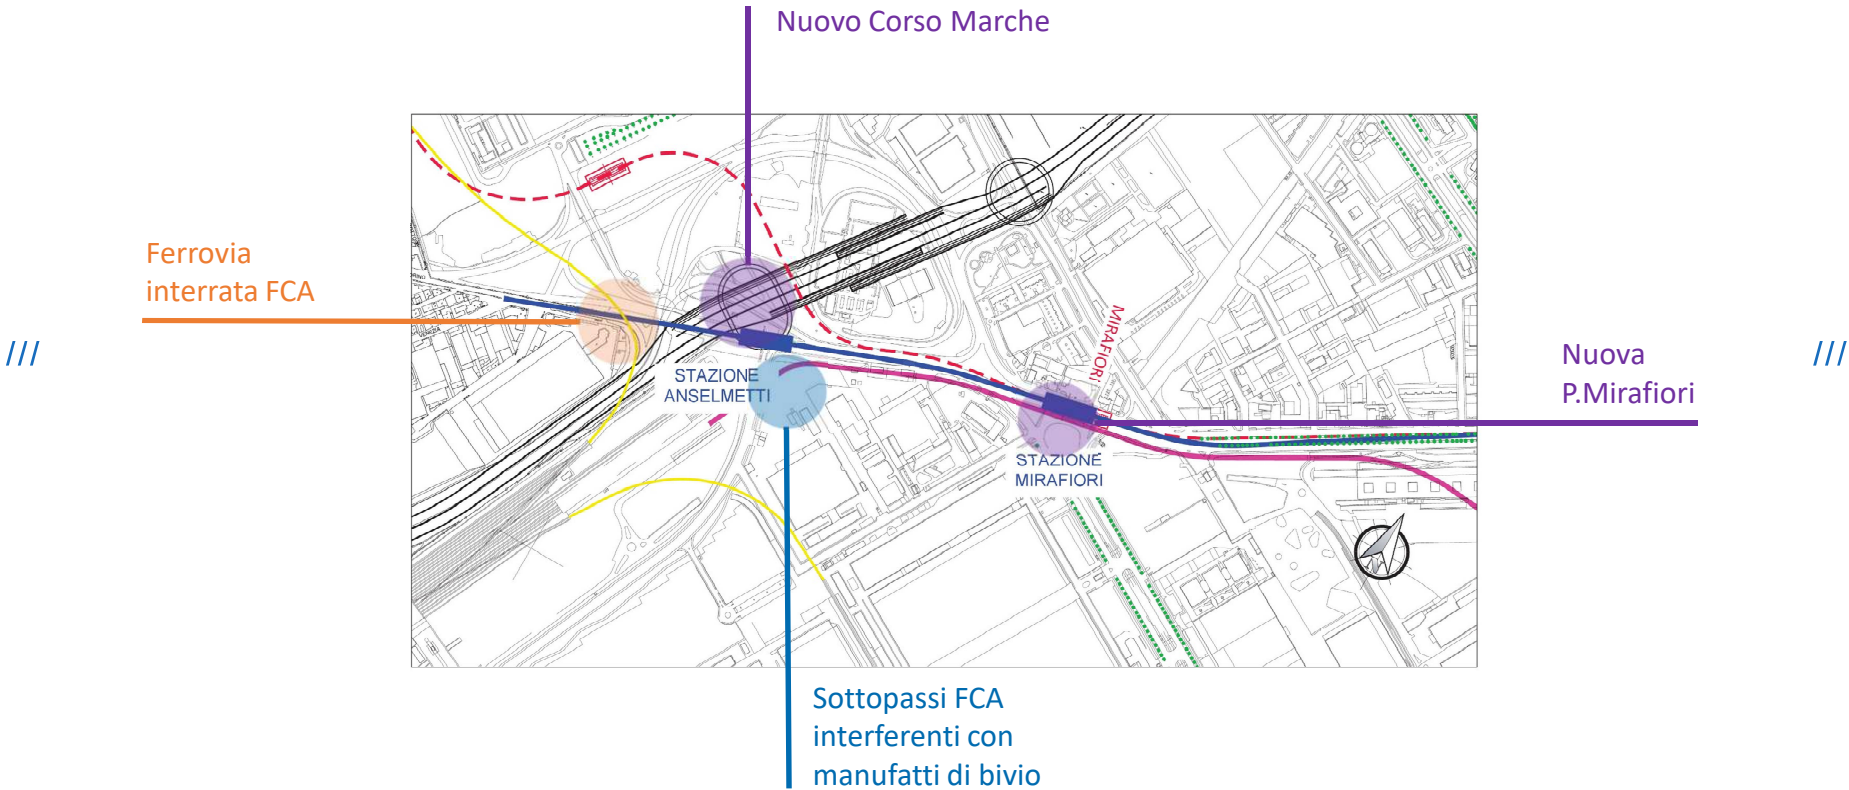 Nuovo Corso Marche
Ferrovia
interrata FCA
///
///
STAZIONE
ANSELMETTI
MIRAFIORI
Nuova
P.Mirafiori
STAZIONE
MIRAFIORI
Sottopassi FCA
interferenti con
manufatti di bivio